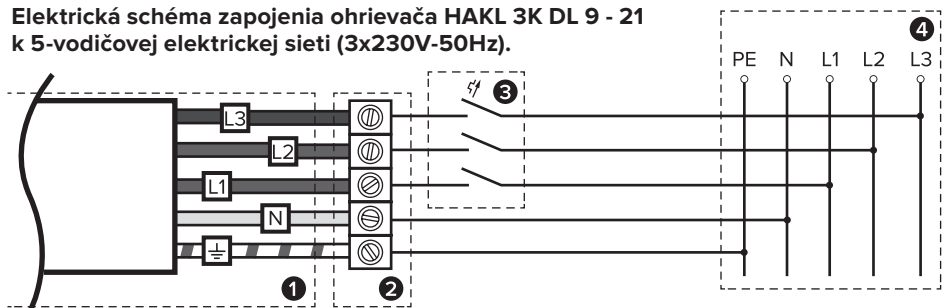 Elektrická schéma zapojenia ohrievača HAKL 3K DL 9 - 21
k 5-vodičovej elektrickej sieti (3x230V-50Hz).
4
PE N L1 L2 L3
3
L3
L2
L1
N
1
2